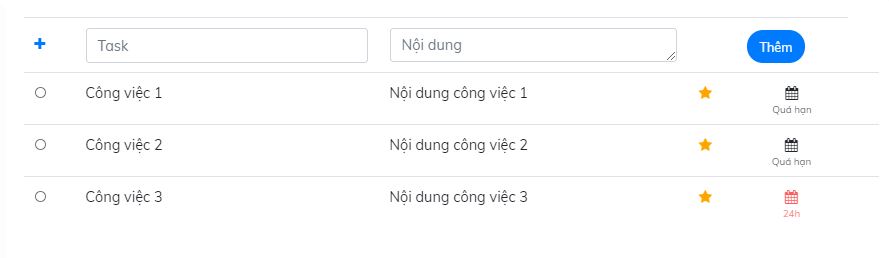 Task
Nội dung
Thêm
Công việc 1
Nội dung công việc 1
Quá hạn
Công việc 2
Nội dung công việc 2
Quá hạn
Công việc 3
Nội dung công việc 3
24h